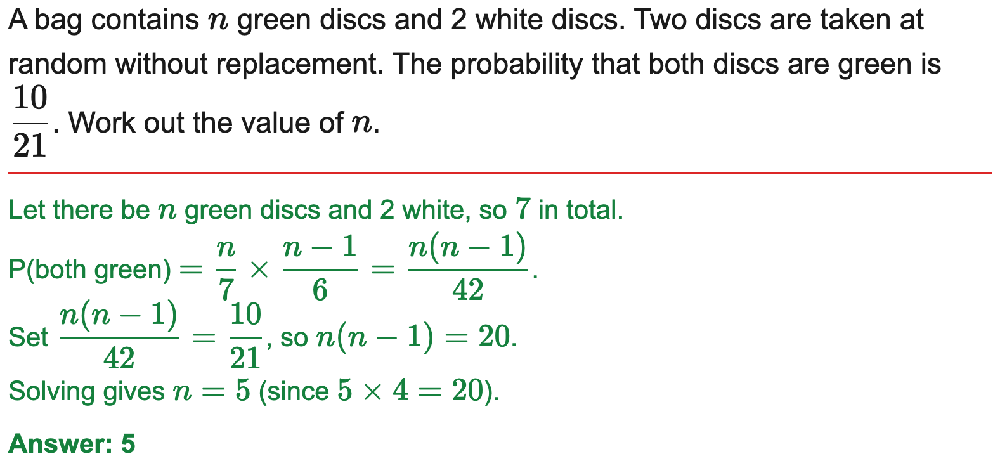 A bag contains n green discs and 2 white discs. Two discs are taken at
random without replacement. The probability that both discs are green is
10/21. Work out the value of n.
Let there be n green discs and 2 white, so 7 in total.
P(both green) = n/7 × (n − 1)/6 = n(n − 1)/42.
Set n(n − 1)/42 = 10/21, so n(n − 1) = 20.
Solving gives n = 5 (since 5 × 4 = 20).
Answer: 5